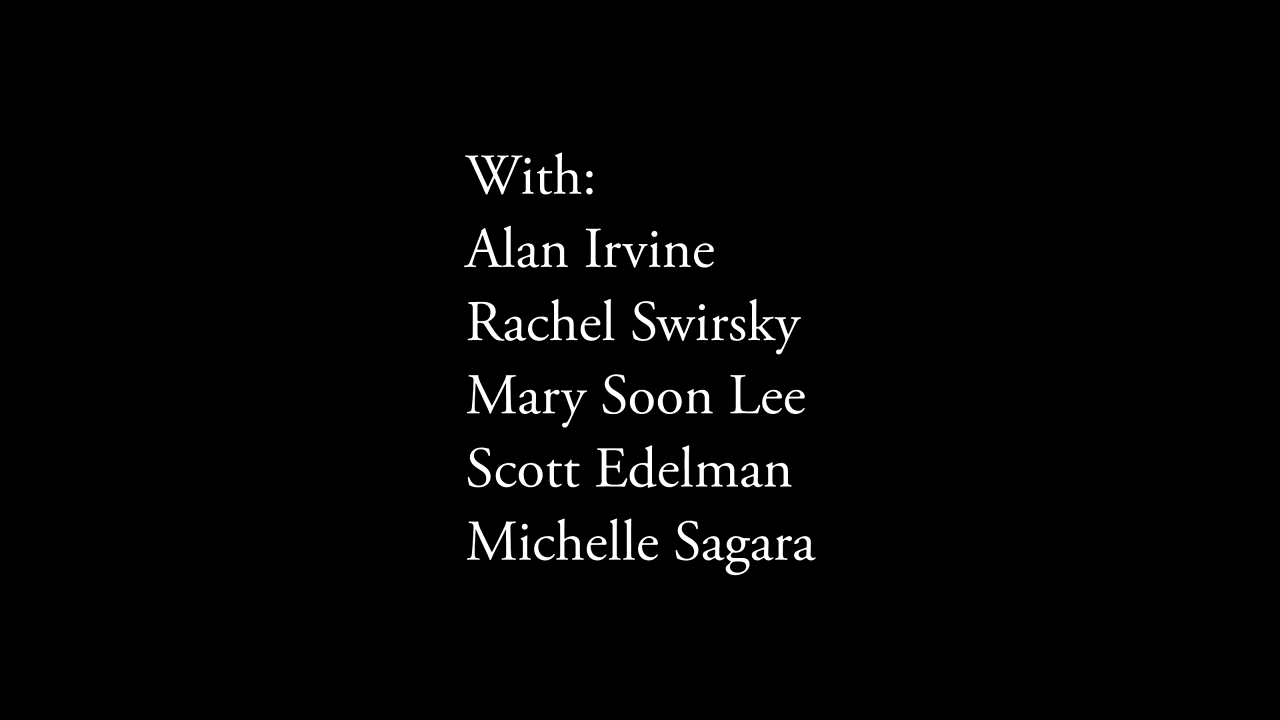 With:
Alan Irvine
Rachel Swirsky
Mary Soon Lee
Scott Edelman
Michelle Sagara